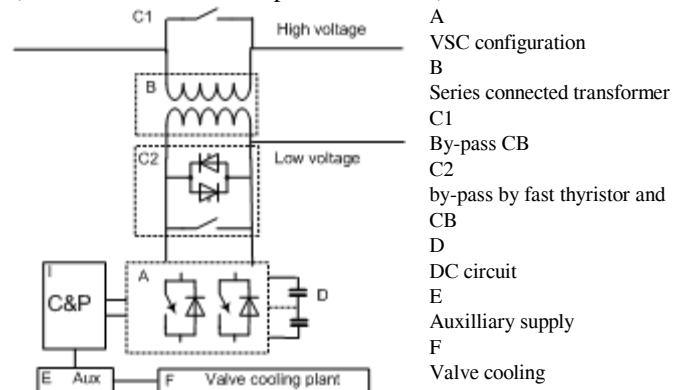 C1
High voltage
B
C2
Low voltage
A
I
C&P
D
E Aux
F Valve cooling plant
A
VSC configuration
B
Series connected transformer
C1
By-pass CB
C2
by-pass by fast thyristor and
CB
D
DC circuit
E
Auxilliary supply
F
Valve cooling